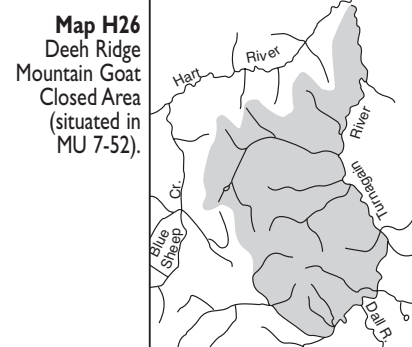 Map H26
Deeh Ridge
Mountain Goat
Closed Area
(situated in
MU 7-52).
Hart River
River
Turnagain
Cr.
Blue
Sheep
Dall R.